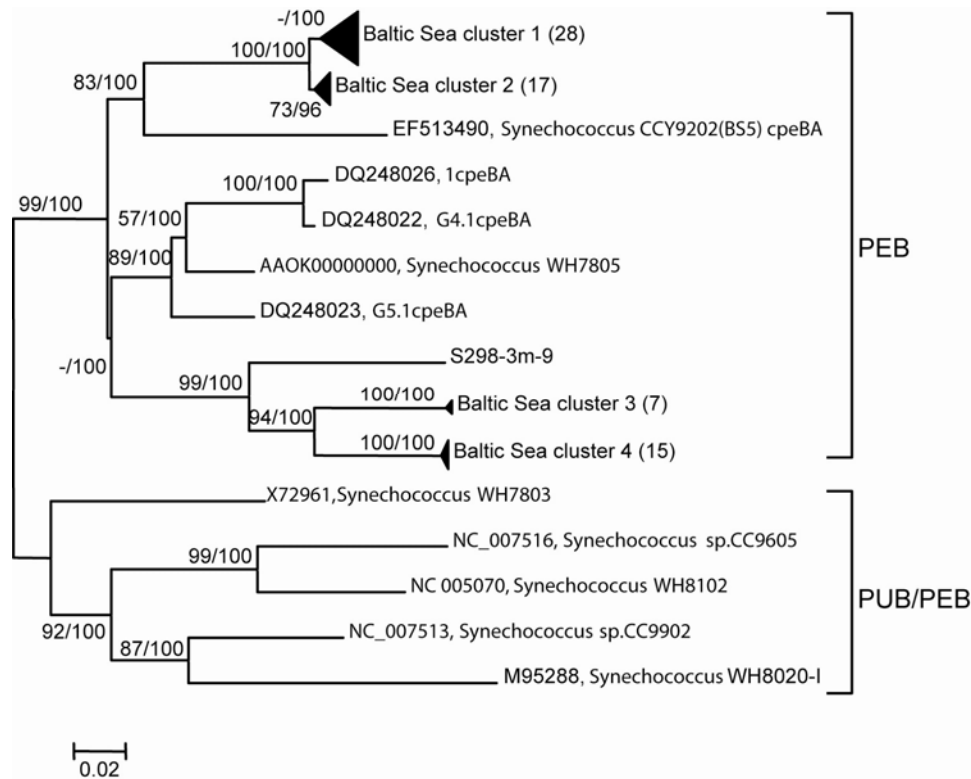 -/100
Baltic Sea cluster 1 (28)
100/100
83/100
Baltic Sea cluster 2 (17)
73/96
EF513490, Synechococcus CCY9202(BS5) cpeBA
DQ248026, 1cpeBA
100/100
99/100
57/100
DQ248022, G4.1cpeBA
PEB
89/100
AAOK00000000, Synechococcus WH7805
DQ248023, G5.1cpeBA
S298-3m-9
-/100
99/100
100/100
Baltic Sea cluster 3 (7)
94/100
100/100
Baltic Sea cluster 4 (15)
X72961,Synechococcus WH7803
NC_007516, Synechococcus sp.CC9605
99/100
NC 005070, Synechococcus WH8102
PUB/PEB
92/100
NC_007513, Synechococcus sp.CC9902
87/100
M95288, Synechococcus WH8020-I
0.02